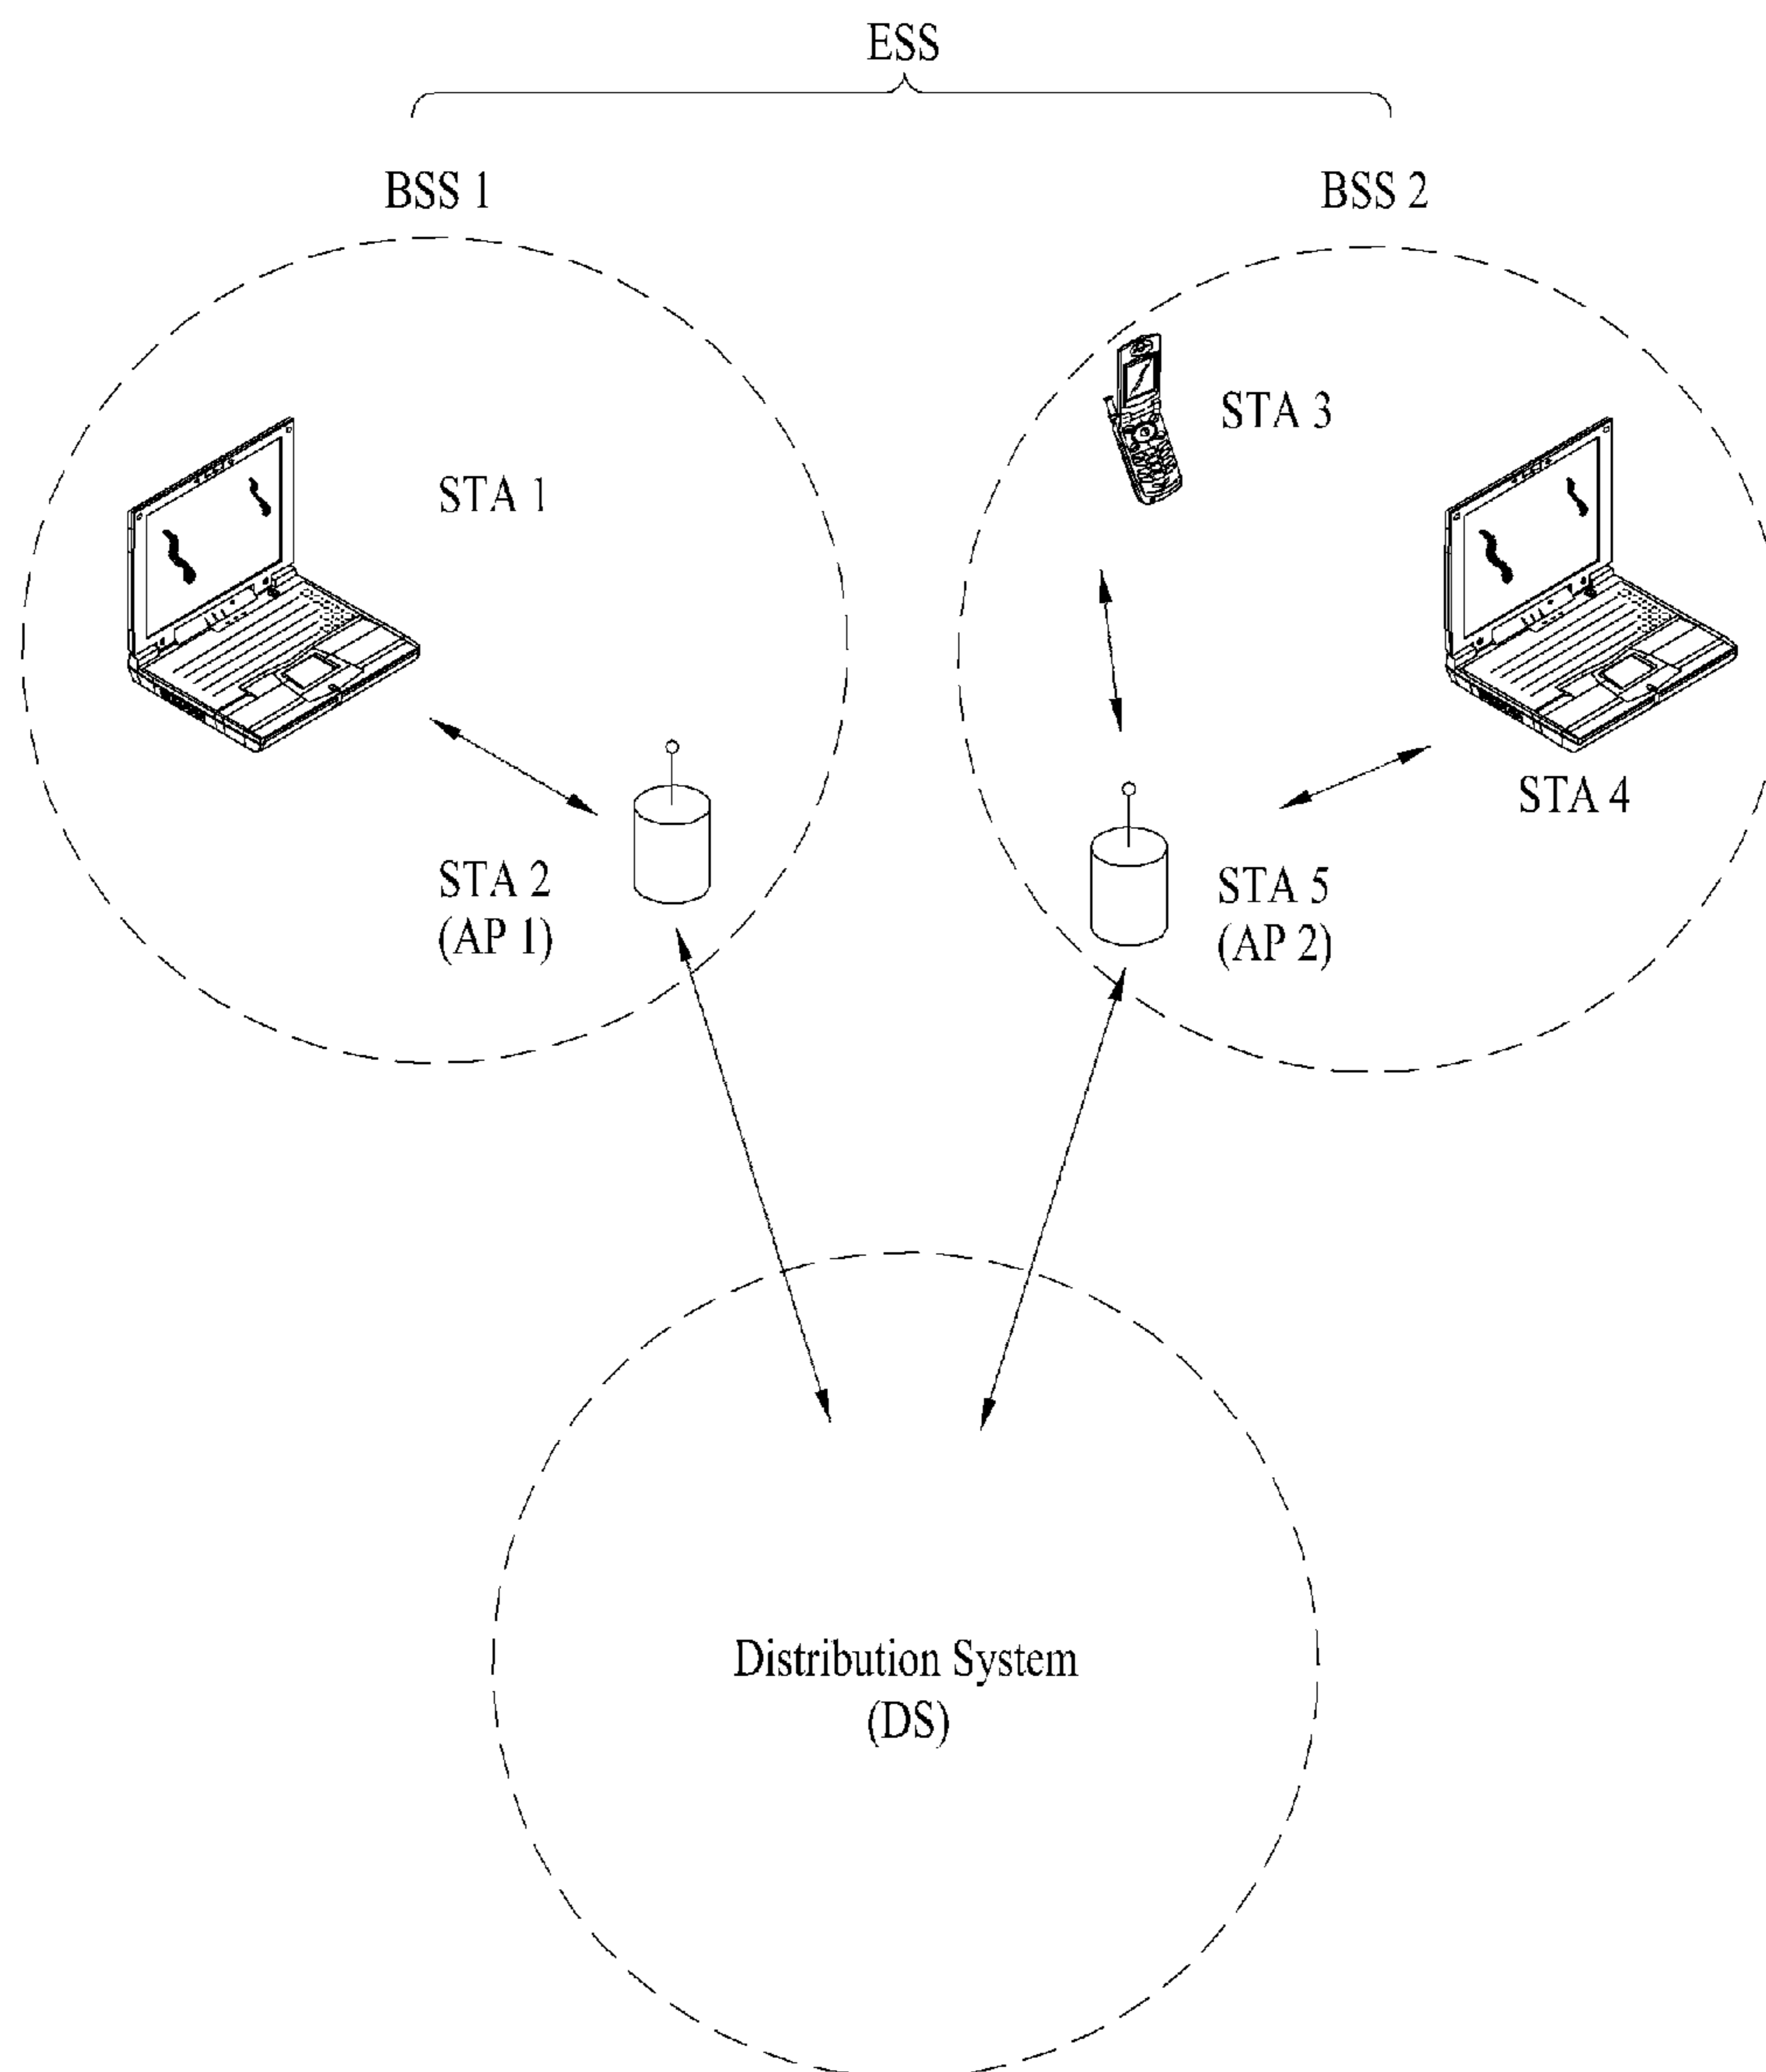 ESS
BSS 1
BSS 2
STA 3
STA 1
STA 4
STA 2
(AP 1)
STA 5
(AP 2)
Distribution System
(DS)